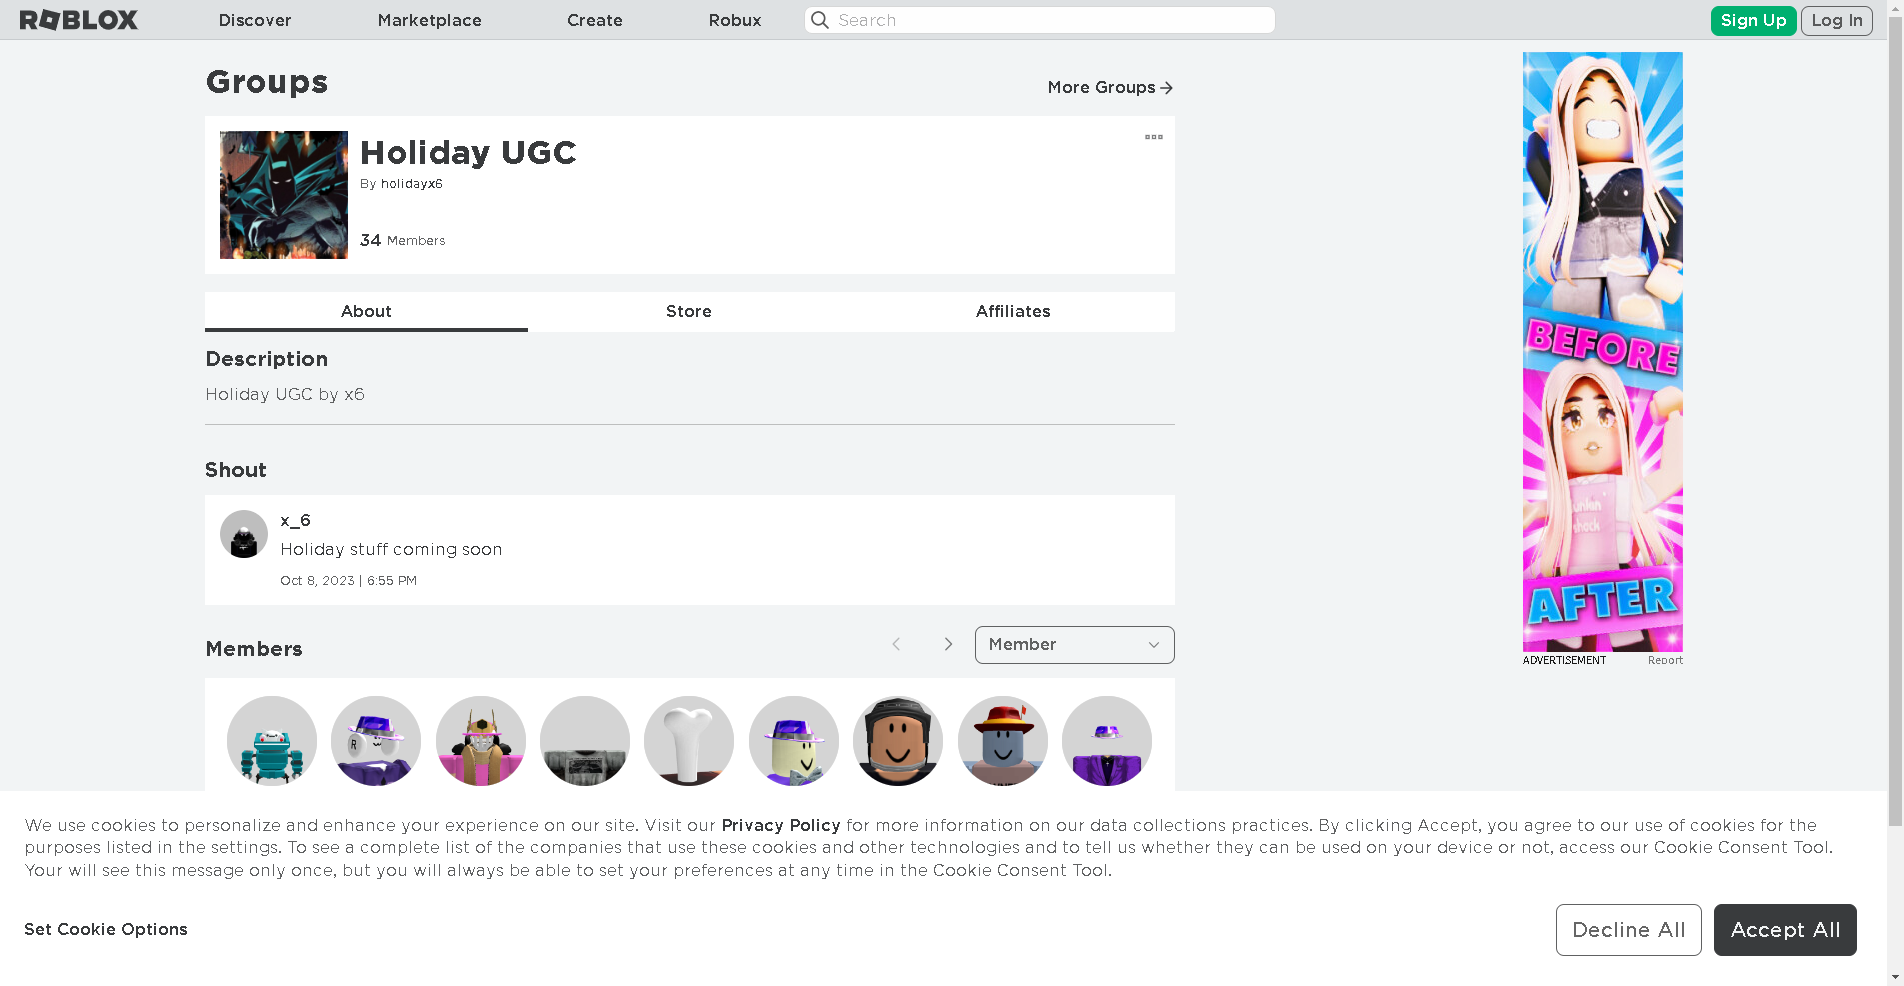 ROBLOX
Discover
Marketplace
Create
Robux
Search
Sign Up
Log In
Groups
More Groups
Holiday UGC
By holidayx6
34 Members
About
Store
Affiliates
Description
Holiday UGC by x6
Shout
x_6
Holiday stuff coming soon
Oct 8, 2023 | 6:55 PM
Members
Member
R
BEFORE
AFTER
ADVERTISEMENT
Report
We use cookies to personalize and enhance your experience on our site. Visit our Privacy Policy for more information on our data collections practices. By clicking Accept, you agree to our use of cookies for the
purposes listed in the settings. To see a complete list of the companies that use these cookies and other technologies and to tell us whether they can be used on your device or not, access our Cookie Consent Tool.
Your will see this message only once, but you will always be able to set your preferences at any time in the Cookie Consent Tool.
Set Cookie Options
Decline All
Accept All